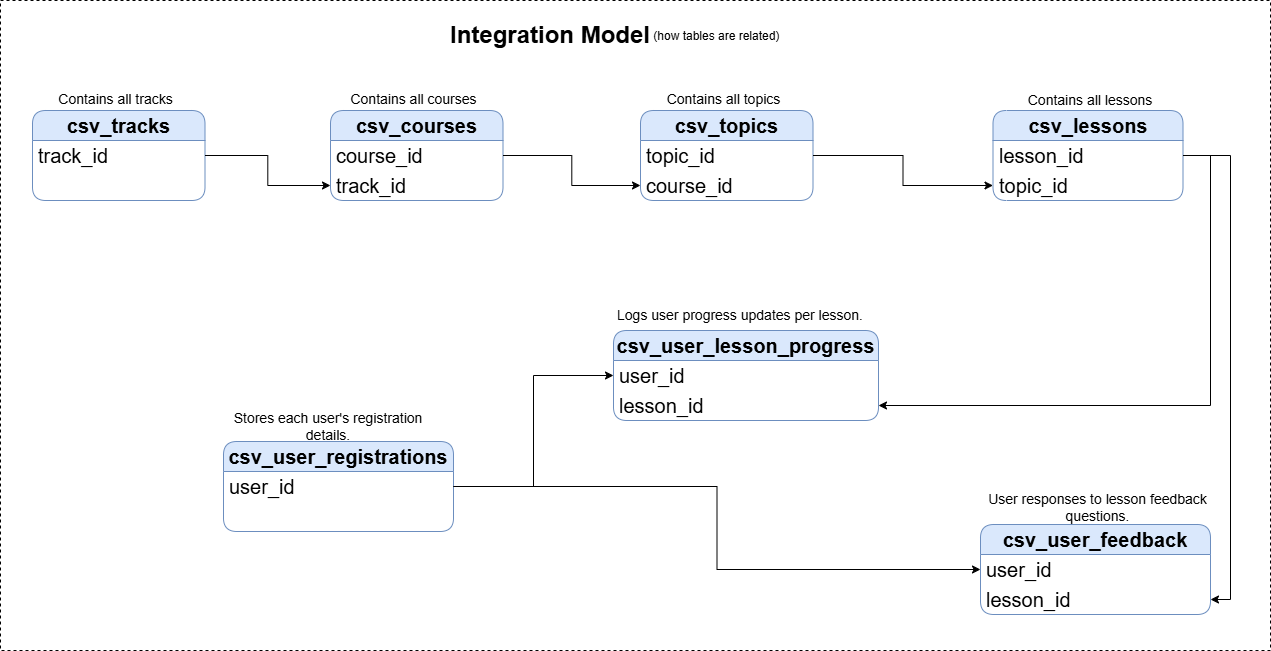 Integration Model (how tables are related)
Contains all tracks
csv_tracks
track_id
Contains all courses
csv_courses
course_id
track_id
Contains all topics
csv_topics
topic_id
course_id
Contains all lessons
csv_lessons
lesson_id
topic_id
Logs user progress updates per lesson.
csv_user_lesson_progress
user_id
lesson_id
Stores each user's registration
details.
csv_user_registrations
user_id
User responses to lesson feedback
questions.
csv_user_feedback
user_id
lesson_id